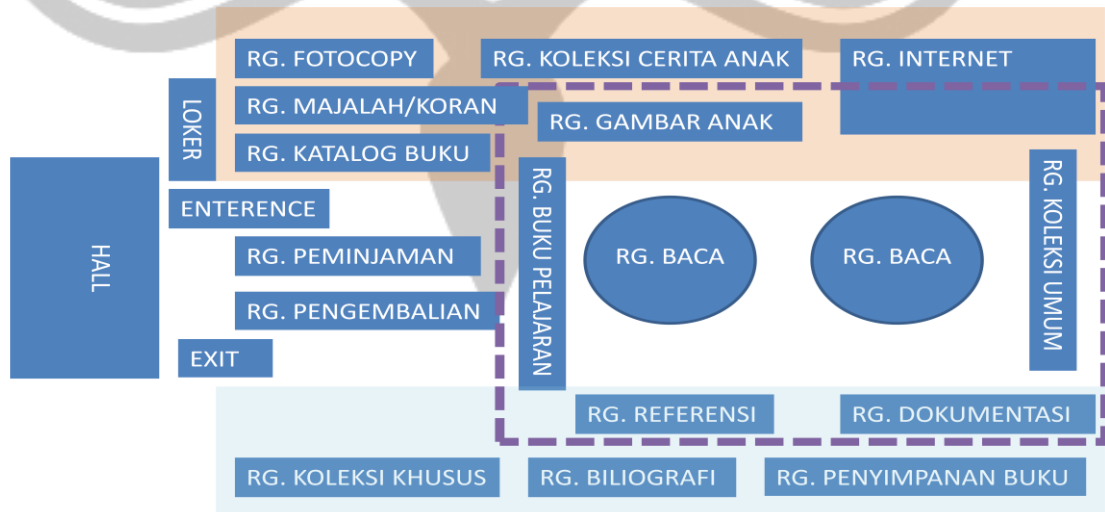 RG. FOTOCOPY
RG. KOLEKSI CERITA ANAK
RG. INTERNET
LOKER
RG. MAJALAH/KORAN
RG. GAMBAR ANAK
RG. KATALOG BUKU
ENTERENCE
HALL
RG. PEMINJAMAN
RG. BUKU PELAJARAN
RG. BACA
RG. BACA
RG. KOLEKSI UMUM
RG. PENGEMBALIAN
EXIT
RG. REFERENSI
RG. DOKUMENTASI
RG. KOLEKSI KHUSUS
RG. BILIOGRAFI
RG. PENYIMPANAN BUKU